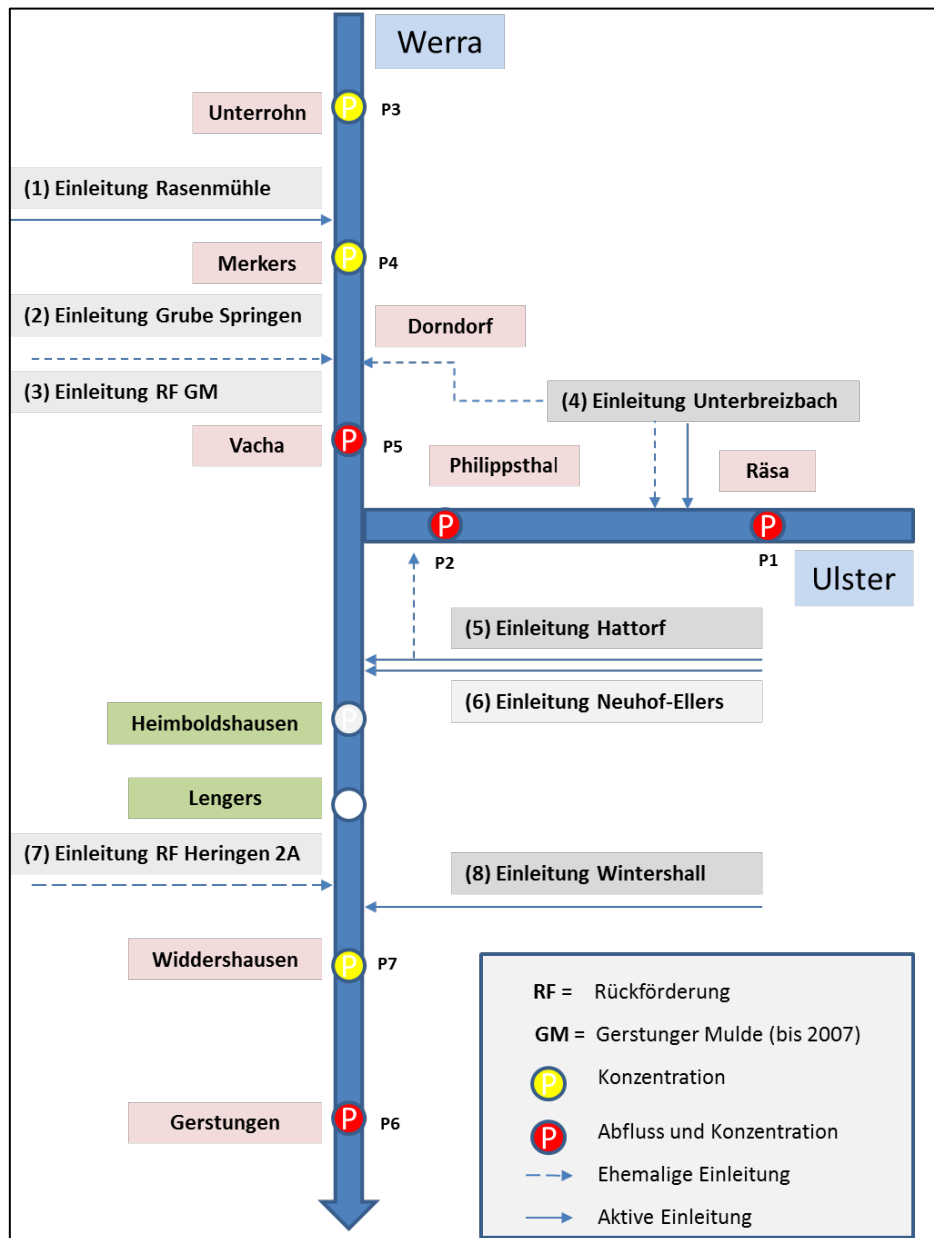 Werra
Unterrohn
P
P3
(1) Einleitung Rasenmühle
Merkers
P
P4
(2) Einleitung Grube Springen
Dorndorf
(3) Einleitung RF GM
(4) Einleitung Unterbreizbach
Vacha
P
P5
Philippsthal
Räsa
P
P
P2
P1
Ulster
(5) Einleitung Hattorf
(6) Einleitung Neuhof-Ellers
Heimboldshausen
P
Lengers
(7) Einleitung RF Heringen 2A
(8) Einleitung Wintershall
Widdershausen
P
P7
Gerstungen
P
P6
RF = Rückförderung
GM = Gerstunger Mulde (bis 2007)
P Konzentration
P Abfluss und Konzentration
Ehemalige Einleitung
Aktive Einleitung